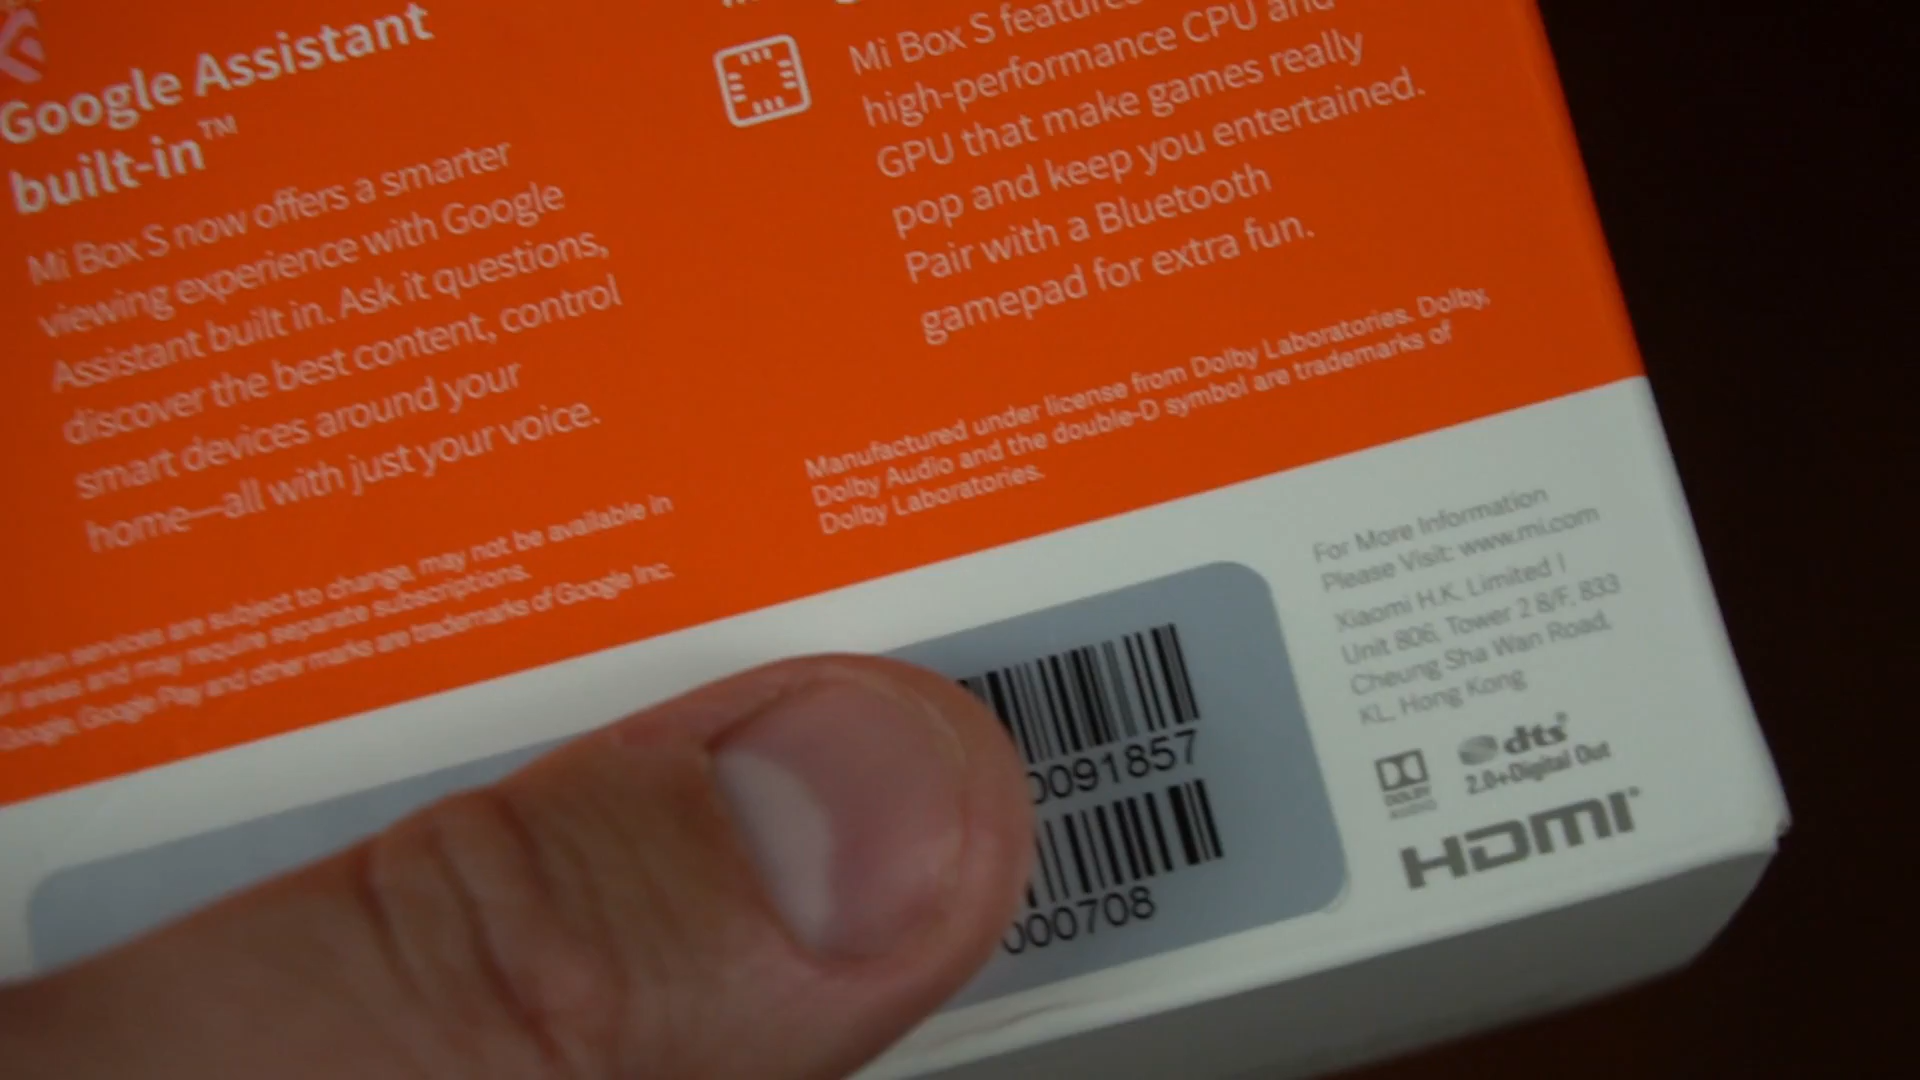 Google Assistant
built-in™
Mi Box S now offers a smarter
viewing experience with Google
Assistant built in. Ask it questions,
discover the best content, control
smart devices around your
home—all with just your voice.
services are subject to change, may not be available in
areas and may require separate subscriptions.
Google, Google Play and other marks are trademarks of Google Inc.
Mi Box S
high-performance CPU and
GPU that make games really
pop and keep you entertained.
Pair with a Bluetooth
gamepad for extra fun.
Manufactured under license from Dolby Laboratories. Dolby,
Dolby Audio and the double-D symbol are trademarks of
Dolby Laboratories.
0091857
000708
For More Information
Please Visit: www.mi.com
Xiaomi H.K. Limited |
Unit 806, Tower 2 8/F, 833
Cheung Sha Wan Road,
KL, Hong Kong
DOLBY
AUDIO
dts
2.0+Digital Out
HDMI